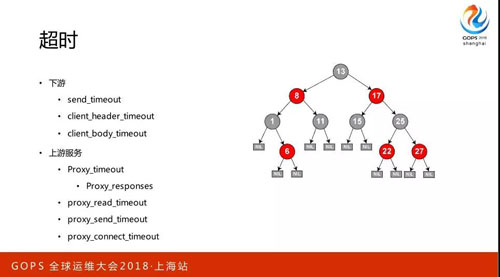 超时
GOPS 2018
shanghai
下游
send_timeout
client_header_timeout
client_body_timeout
上游服务
Proxy_timeout
Proxy_responses
proxy_read_timeout
proxy_send_timeout
proxy_connect_timeout
13
8
17
1
11
15
25
NIL
6
NIL
NIL
NIL
NIL
22
27
NIL
NIL
NIL
NIL
NIL
NIL
GOPS 全球运维大会2018·上海站